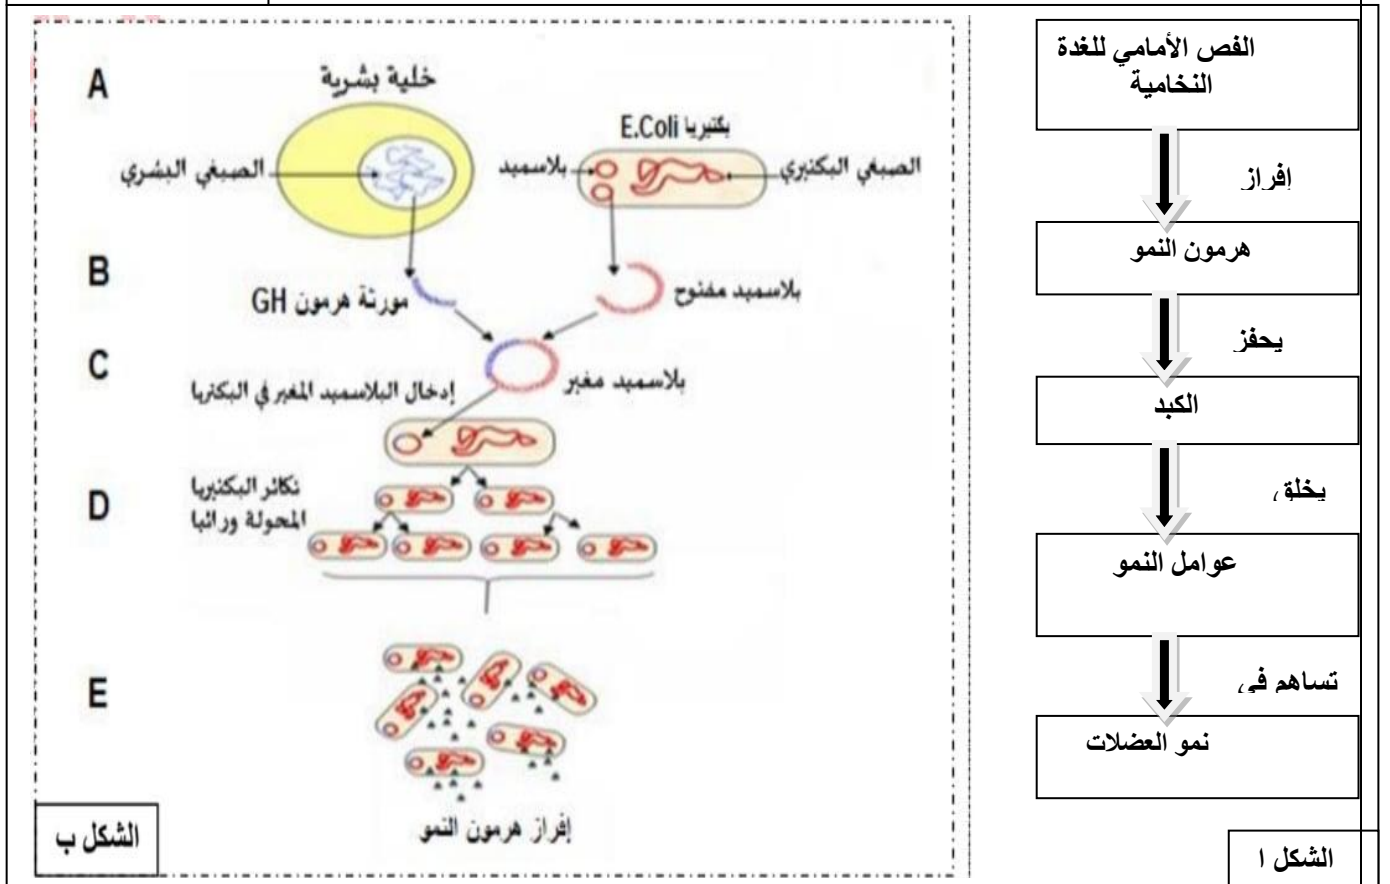 الفص الأمامي للغدة
النخامية
إفراز
هرمون النمو
يحفز
الكبد
يخلق
عوامل النمو
تساهم في
نمو العضلات
الشكل ا
A
خلية بشرية
بكتيريا E.Coli
الصبغي البشري
بلاسميد
الصبغي البكتيري
B
مورثة هرمون GH
بلاسميد مفتوح
C
بلاسميد مغير
إدخال البلاسميد المغير في البكتريا
D
تكاثر البكتيريا
المحولة وراثيا
E
إفراز هرمون النمو
الشكل ب